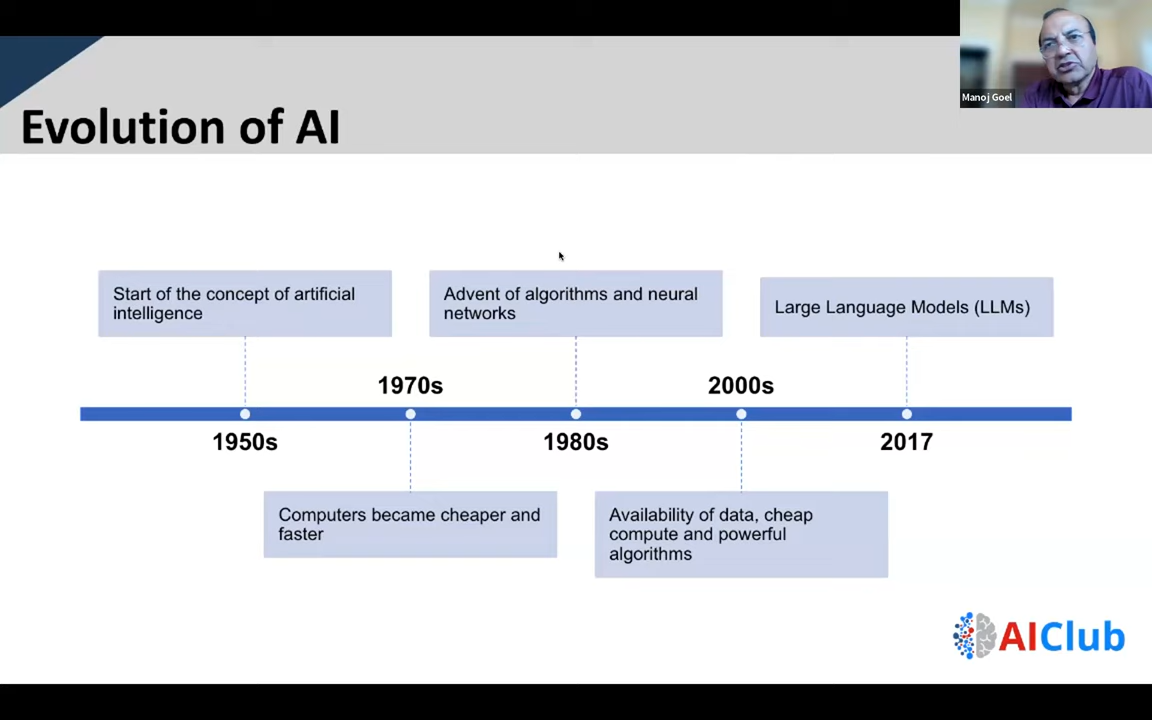 Manoj Goel
Evolution of AI
Start of the concept of artificial
intelligence
Advent of algorithms and neural
networks
Large Language Models (LLMs)
1970s
2000s
1950s
1980s
2017
Computers became cheaper and
faster
Availability of data, cheap
compute and powerful
algorithms
AIClub